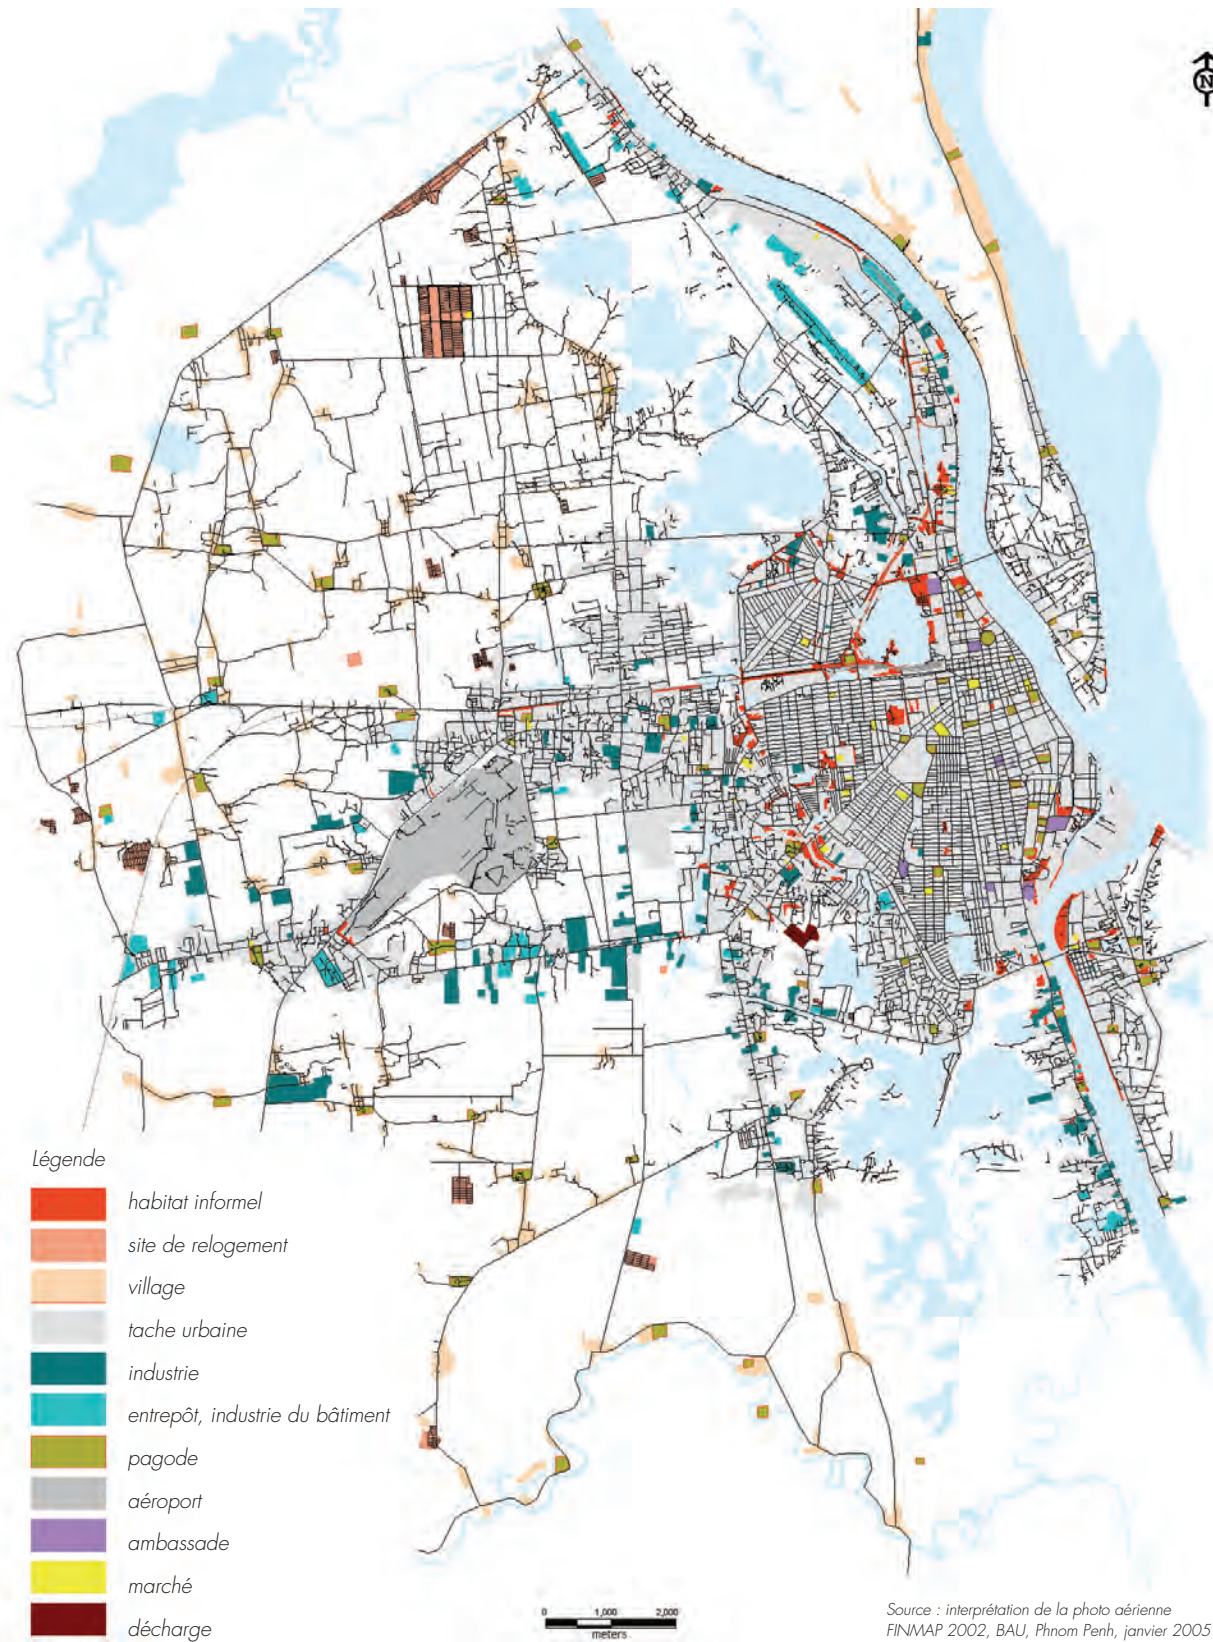 N
Légende
habitat informel
site de relogement
village
tache urbaine
industrie
entrepôt, industrie du bâtiment
pagode
aéroport
ambassade
marché
décharge
0 1,000 2,000
meters
Source : interprétation de la photo aérienne
FINMAP 2002, BAU, Phnom Penh, janvier 2005